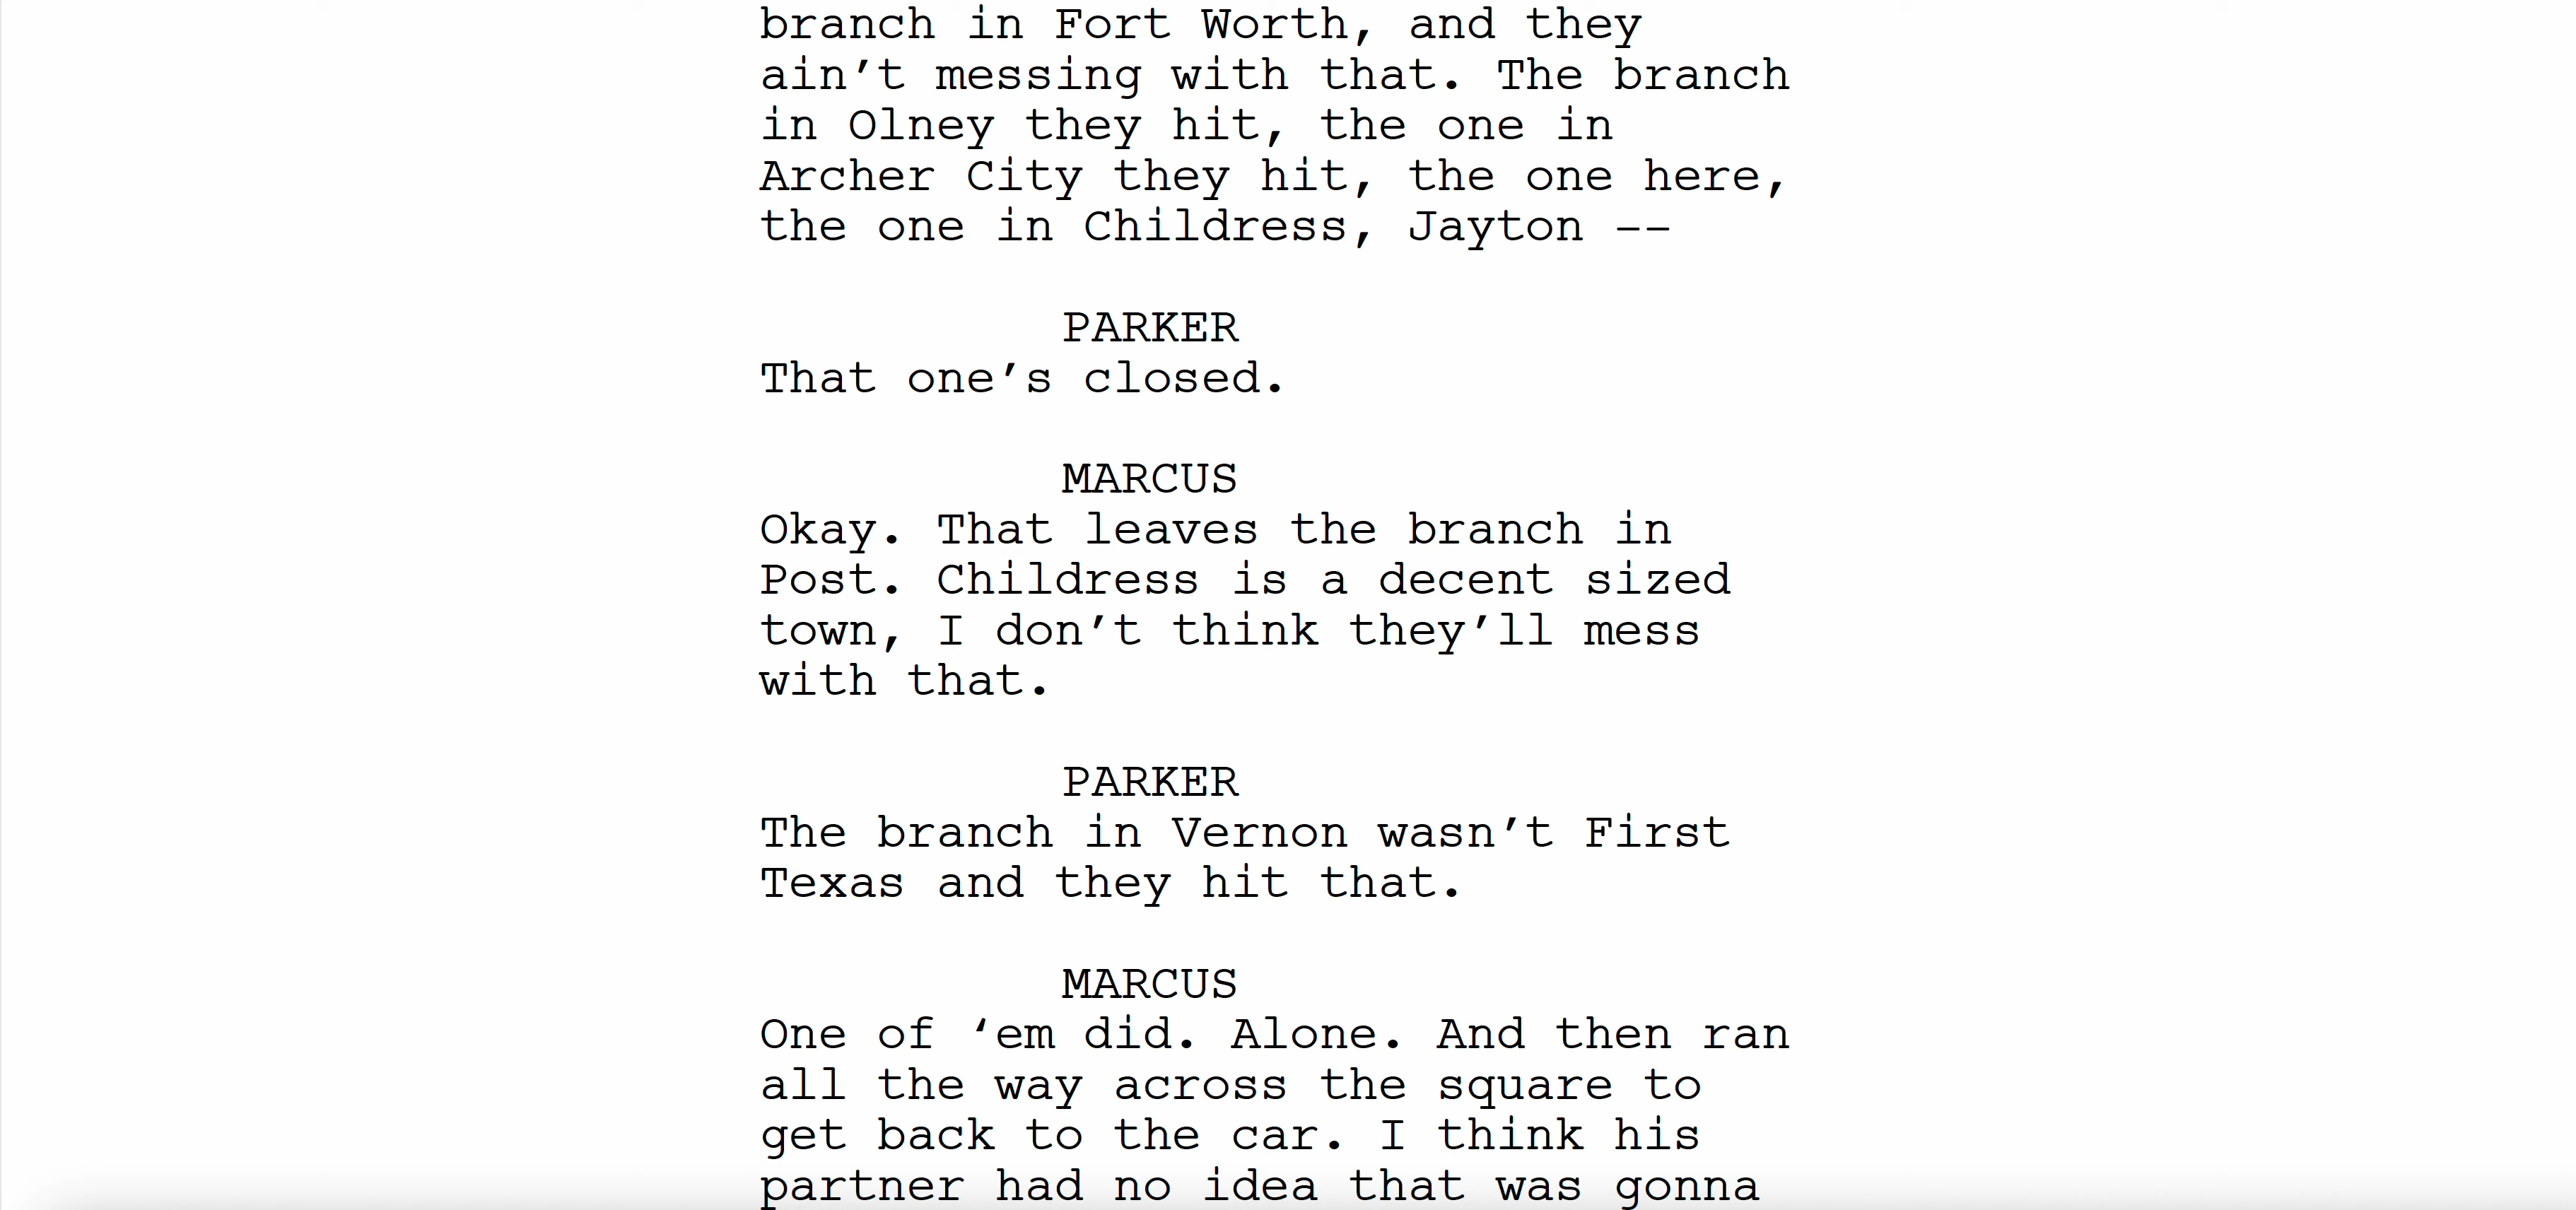 branch in Fort Worth, and they
ain’t messing with that. The branch
in Olney they hit, the one in
Archer City they hit, the one here,
the one in Childress, Jayton --
PARKER
That one’s closed.
MARCUS
Okay. That leaves the branch in
Post. Childress is a decent sized
town, I don’t think they’ll mess
with that.
PARKER
The branch in Vernon wasn’t First
Texas and they hit that.
MARCUS
One of ‘em did. Alone. And then ran
all the way across the square to
get back to the car. I think his
partner had no idea that was gonna